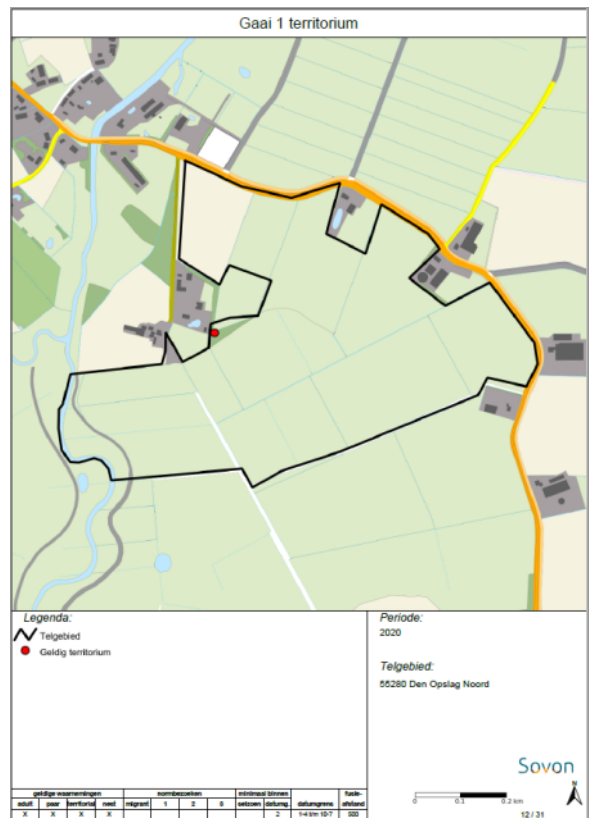 Gaai 1 territorium
Legenda:
Telgebied
Geldig territorium
Periode:
2020
Telgebied:
55280 Den Opslag Noord
Sovon
N
0 0.1 0.2 km
12 / 31
geldige waarnemingen normbezoeken minimaal binnen fusie-
adult paar territoriaal nest migrant 1 2 0 seizoen datumg. datumgrens afstand
X X X X 2 1-4 t/m 10-7 500